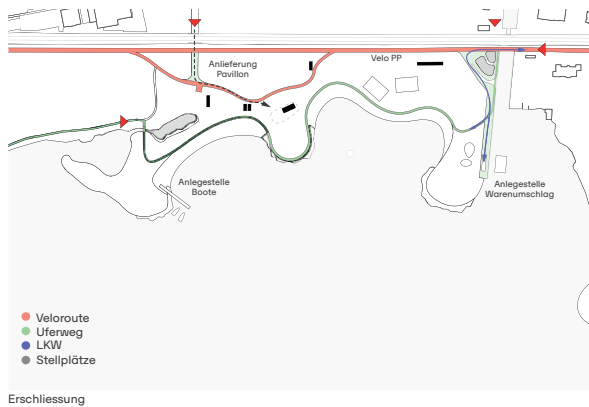 Anlieferung
Pavillon
Velo PP
Anlegestelle
Boote
Anlegestelle
Warenumschlag
Veloroute
Uferweg
LKW
Stellplätze
Erschliessung